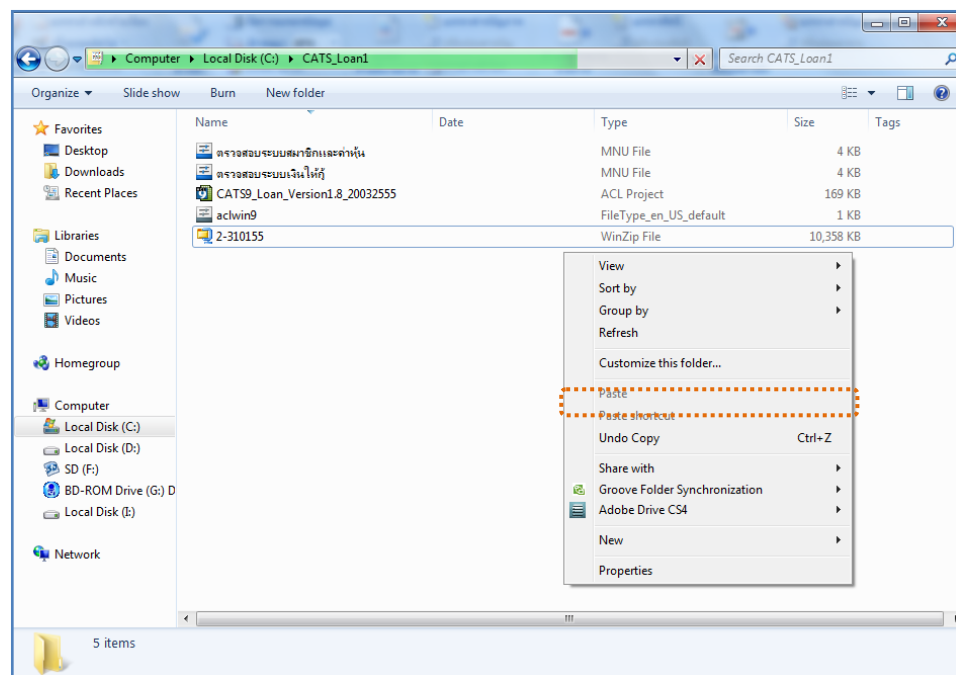 Computer ▸ Local Disk (C:) ▸ CATS_Loan1
Search CATS_Loan1
Organize Slide show Burn New folder
Name Date Type Size Tags
ตรวจสอบระบบสมาชิกและค่าหุ้น MNU File 4 KB
ตรวจสอบระบบเงินให้กู้ MNU File 4 KB
CATS9_Loan_Version1.8_20032555 ACL Project 169 KB
aclwin9 FileType_en_US_default 1 KB
2-310155 WinZip File 10,358 KB
Favorites
Desktop
Downloads
Recent Places
Libraries
Documents
Music
Pictures
Videos
Homegroup
Computer
Local Disk (C:)
Local Disk (D:)
SD (F:)
BD-ROM Drive (G:) D
Local Disk (I:)
Network
View
Sort by
Group by
Refresh
Customize this folder...
Paste
Paste shortcut
Undo Copy Ctrl+Z
Share with
Groove Folder Synchronization
Adobe Drive CS4
New
Properties
5 items